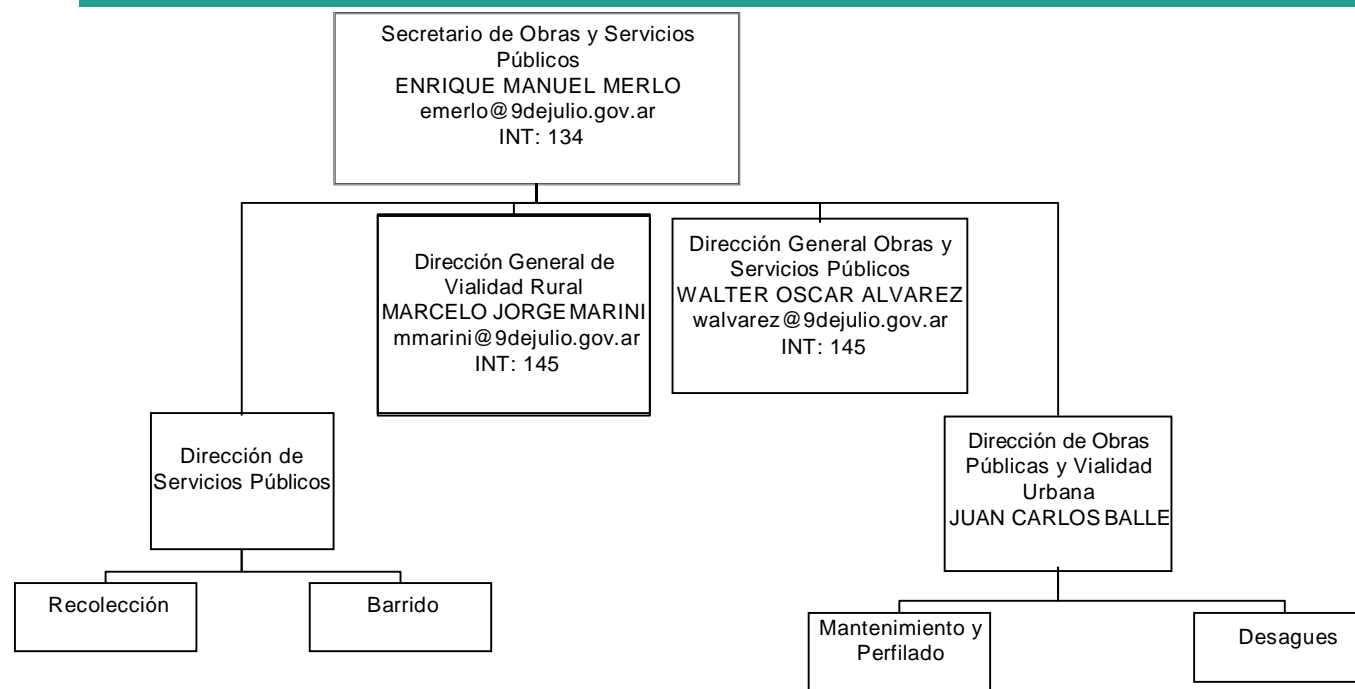 Secretario de Obras y Servicios
Públicos
ENRIQUE MANUEL MERLO
emerlo@9dejulio.gov.ar
INT: 134
Dirección General de
Vialidad Rural
MARCELO JORGE MARINI
mmarini@9dejulio.gov.ar
INT: 145
Dirección General Obras y
Servicios Públicos
WALTER OSCAR ALVAREZ
walvarez@9dejulio.gov.ar
INT: 145
Dirección de
Servicios Públicos
Dirección de Obras
Públicas y Vialidad
Urbana
JUAN CARLOS BALLE
Recolección
Barrido
Mantenimiento y
Perfilado
Desagues